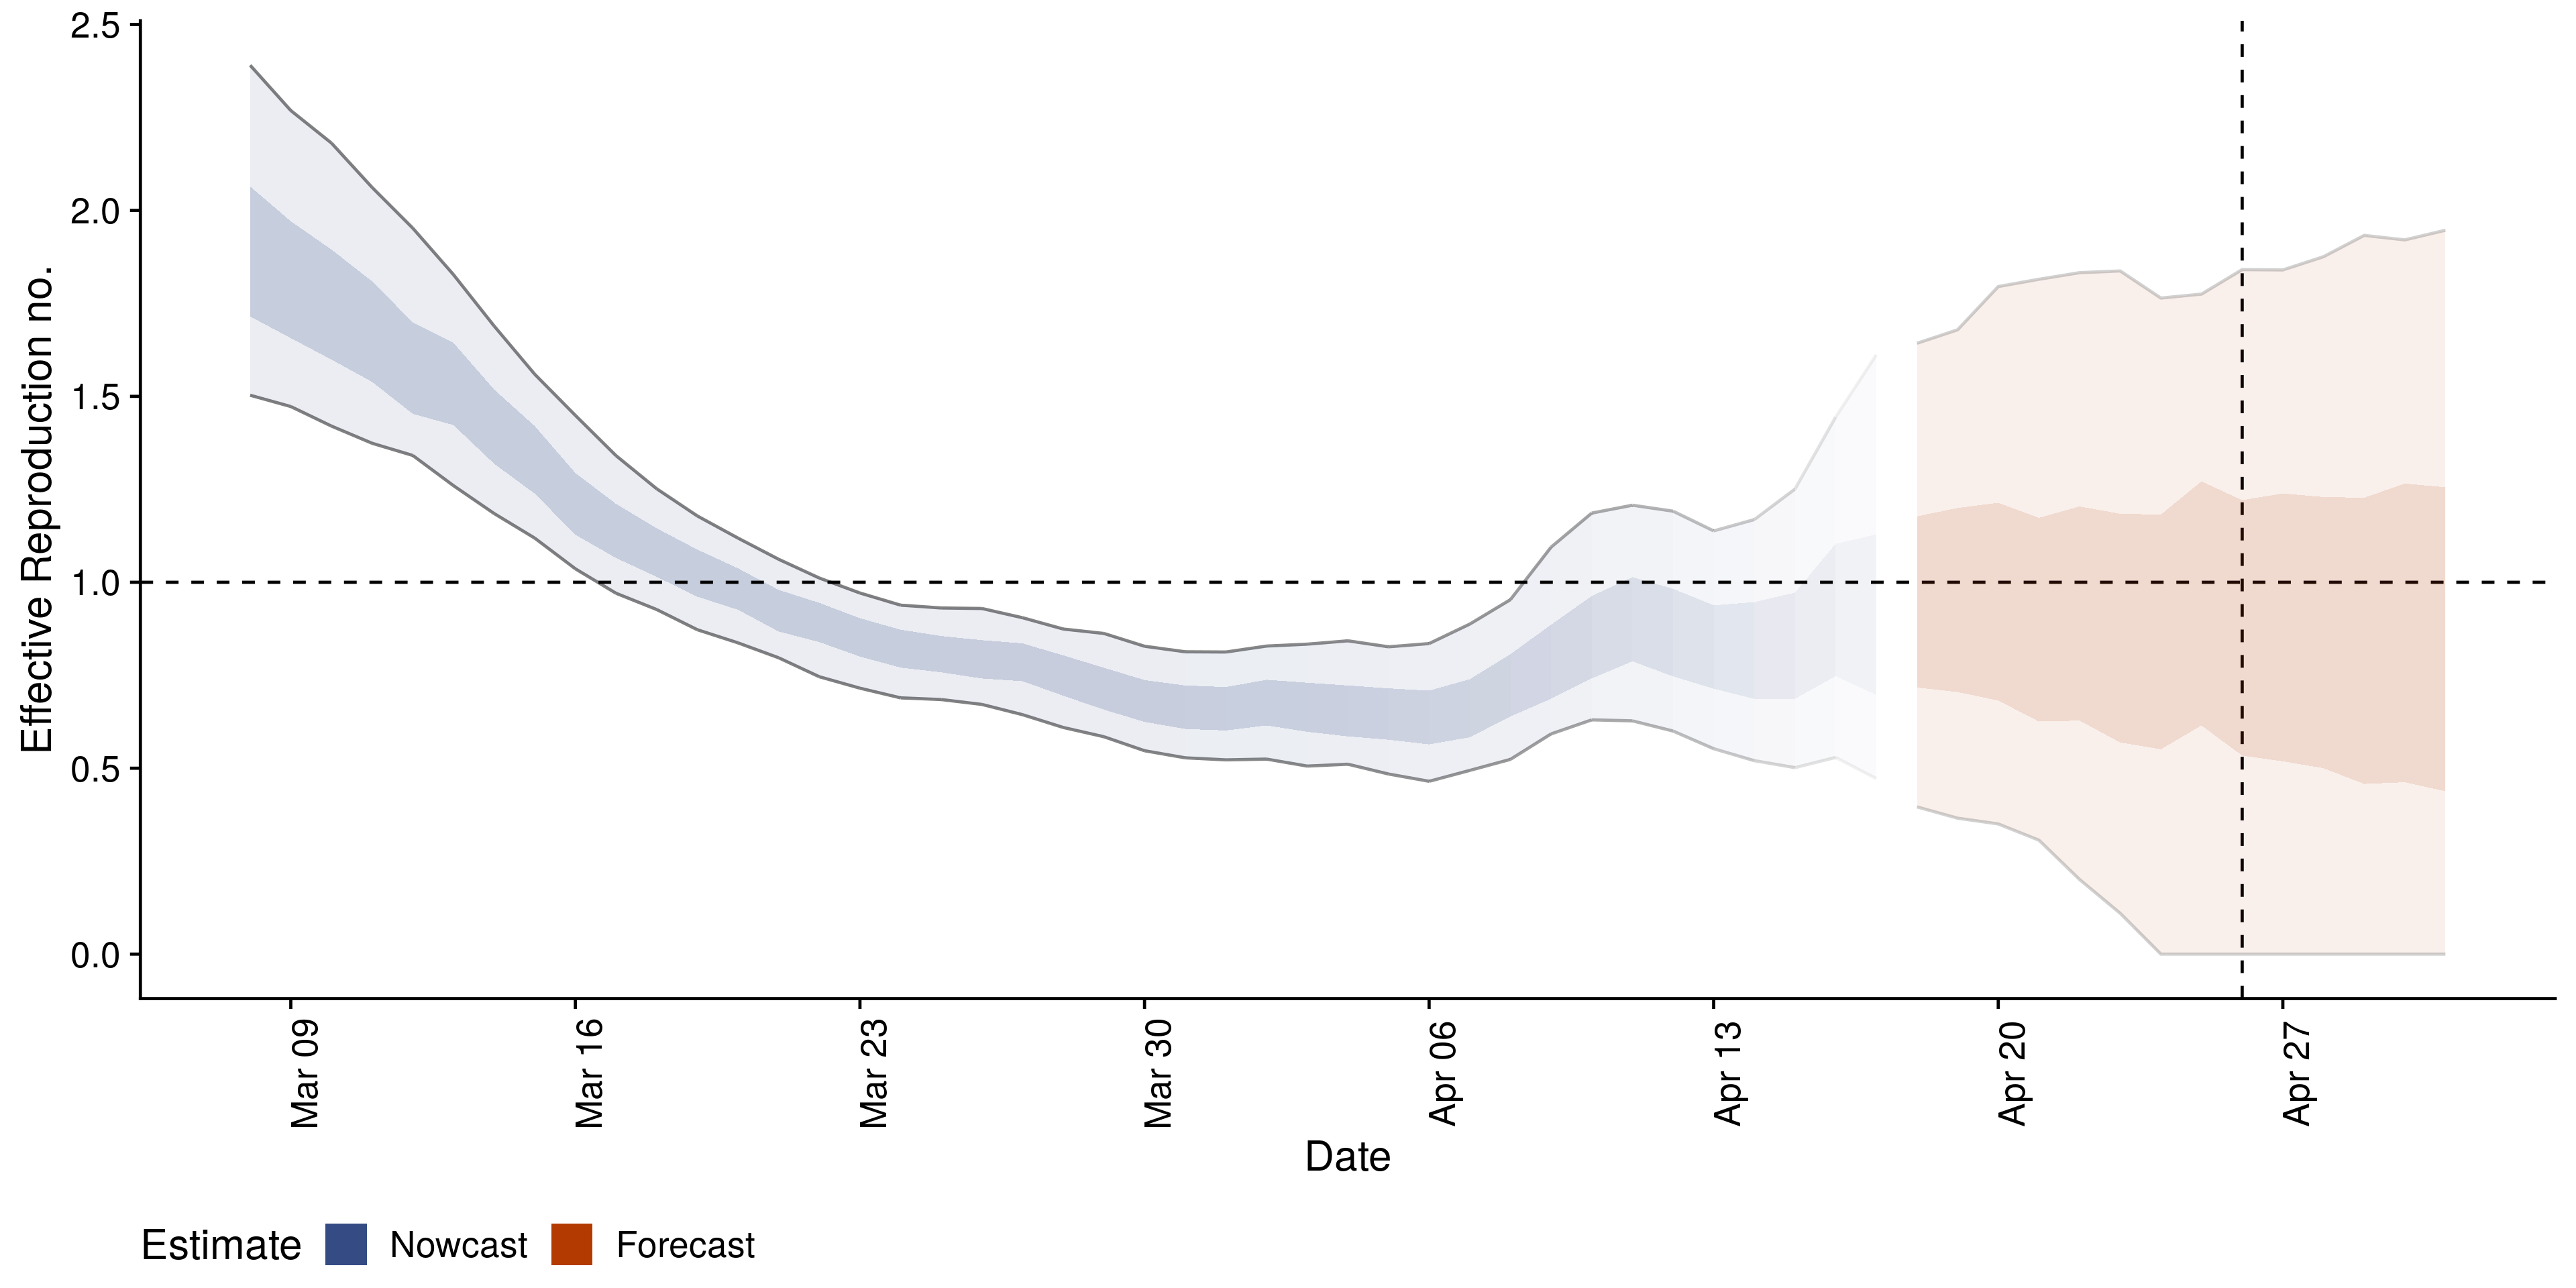 Effective Reproduction no.
2.5
2.0
1.5
1.0
0.5
0.0
Mar 09
Mar 16
Mar 23
Mar 30
Apr 06
Apr 13
Apr 20
Apr 27
Date
Estimate Nowcast Forecast